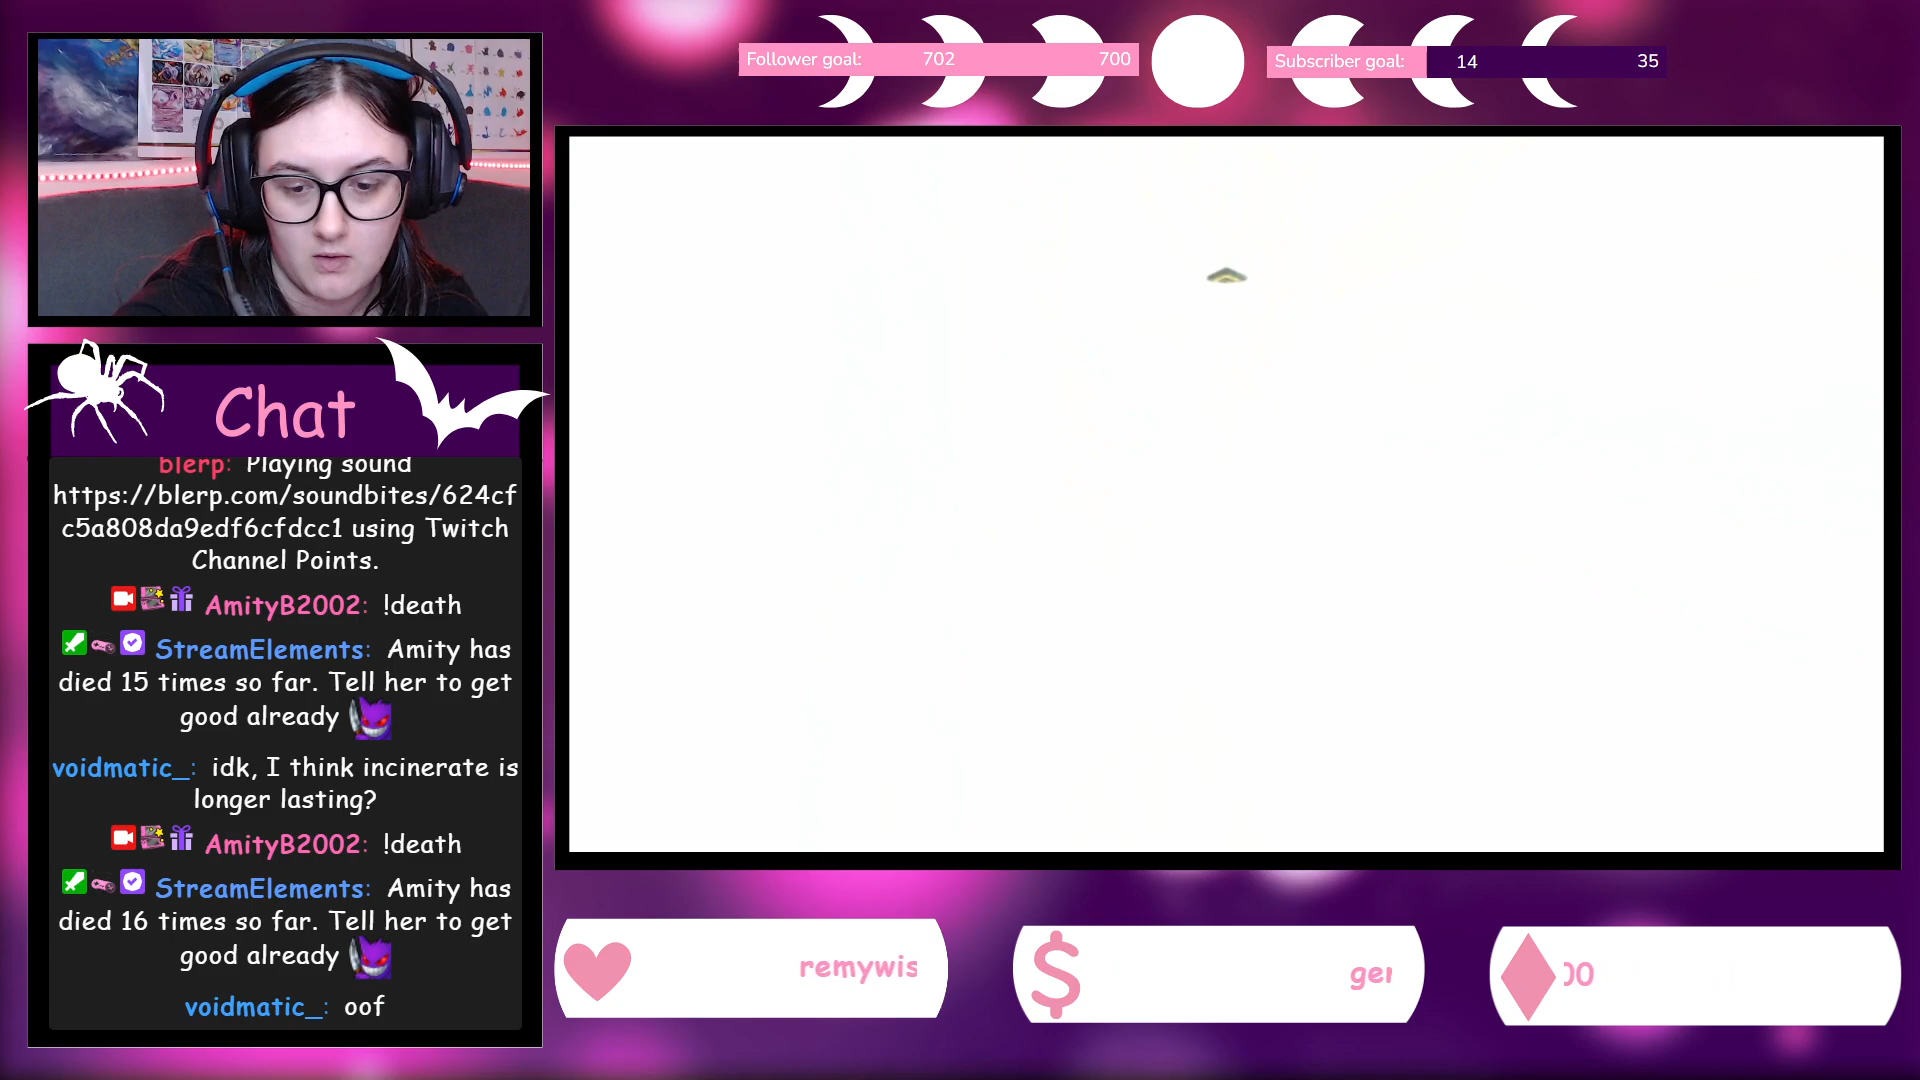 Follower goal: 702 700
Subscriber goal: 14 35
Chat
blerp: Playing sound
https://blerp.com/soundbites/624cf
c5a808da9edf6cfdcc1 using Twitch
Channel Points.
AmityB2002: !death
StreamElements: Amity has
died 15 times so far. Tell her to get
good already
voidmatic_: idk, I think incinerate is
longer lasting?
AmityB2002: !death
StreamElements: Amity has
died 16 times so far. Tell her to get
good already
voidmatic_: oof
remywis
$